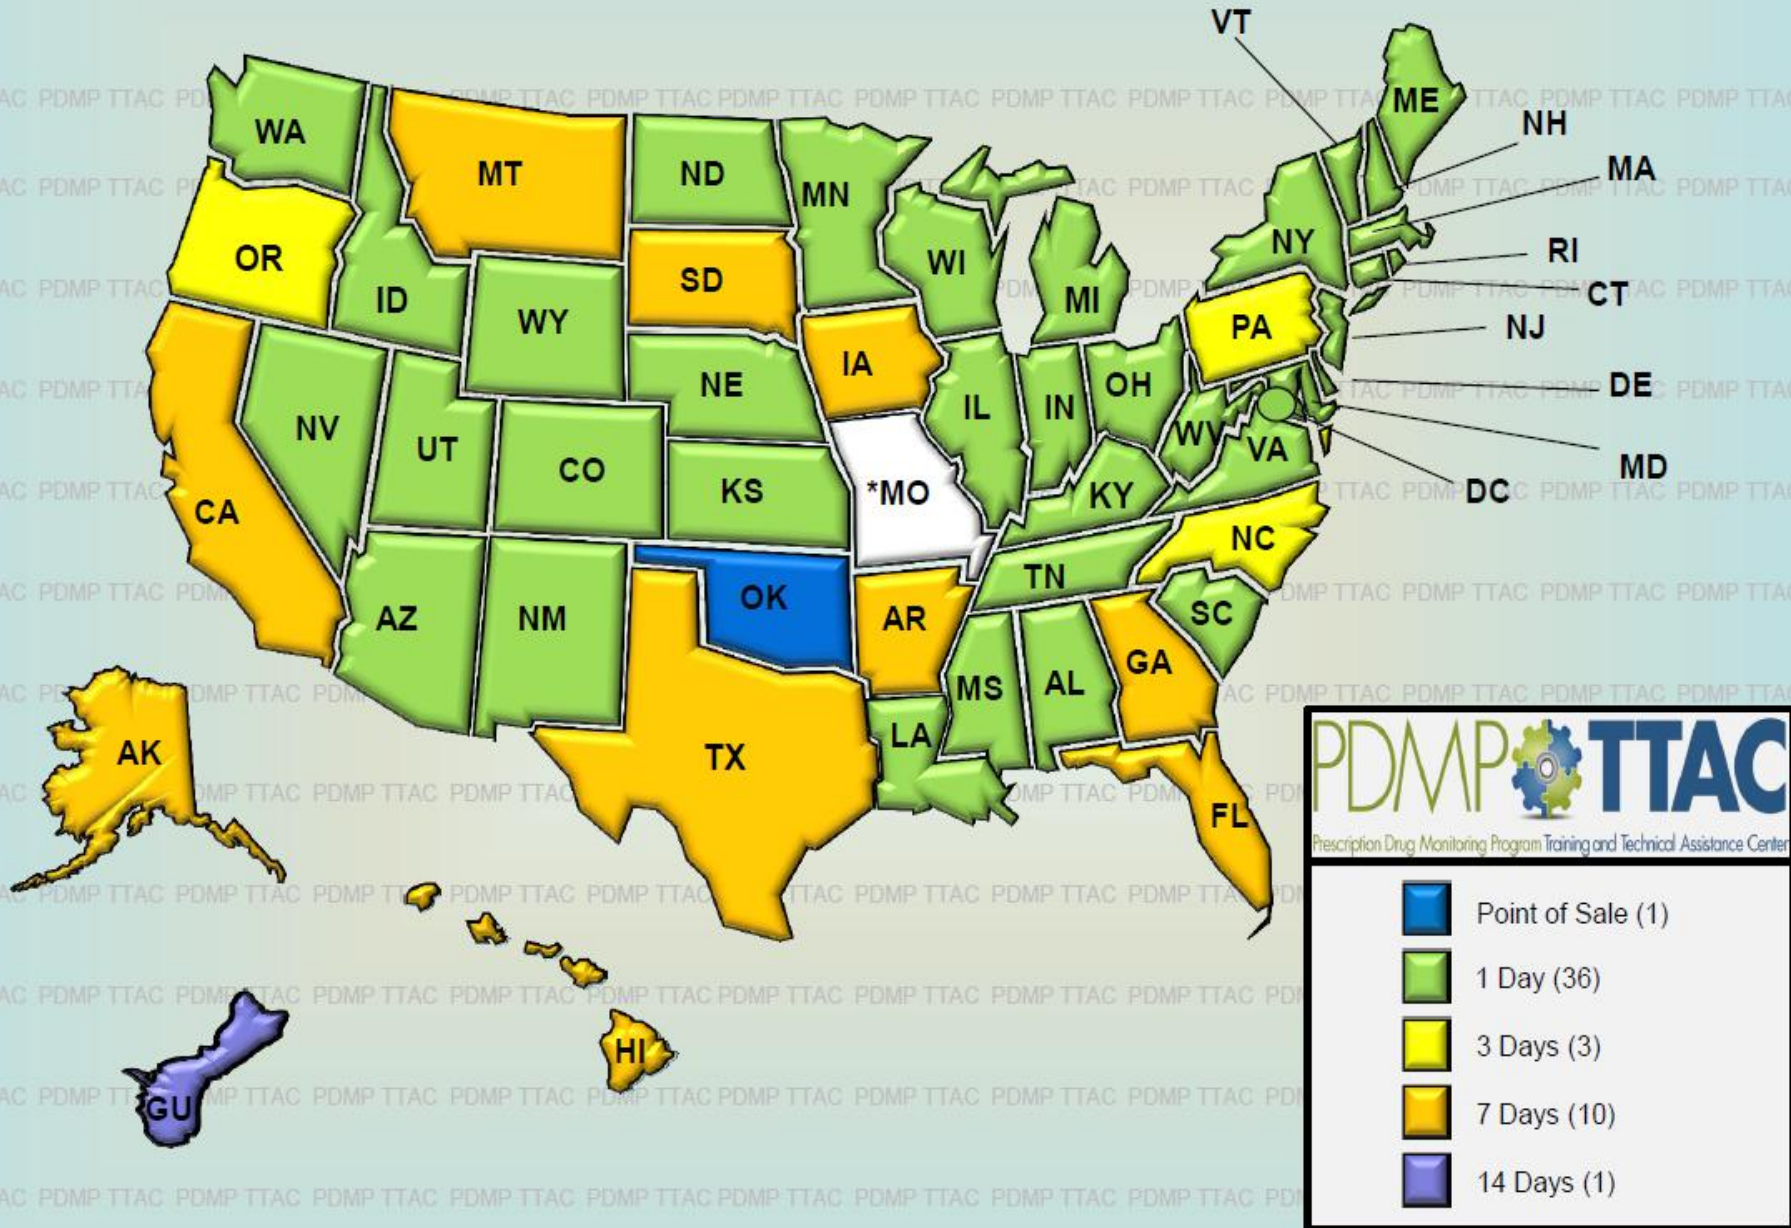 VT
ME
NH
WA
MT
ND
MN
MA
OR
ID
SD
WI
NY
RI
WY
MI
CT
PA
NJ
IA
NE
OH
DE
NV
IL
IN
UT
CO
KS
*MO
WV
VA
MD
KY
DC
CA
NC
TN
AZ
NM
OK
AR
SC
MS
AL
GA
AK
TX
LA
FL
HI
GU
PDMP TTAC
Prescription Drug Monitoring Program Training and Technical Assistance Center
Point of Sale (1)
1 Day (36)
3 Days (3)
7 Days (10)
14 Days (1)